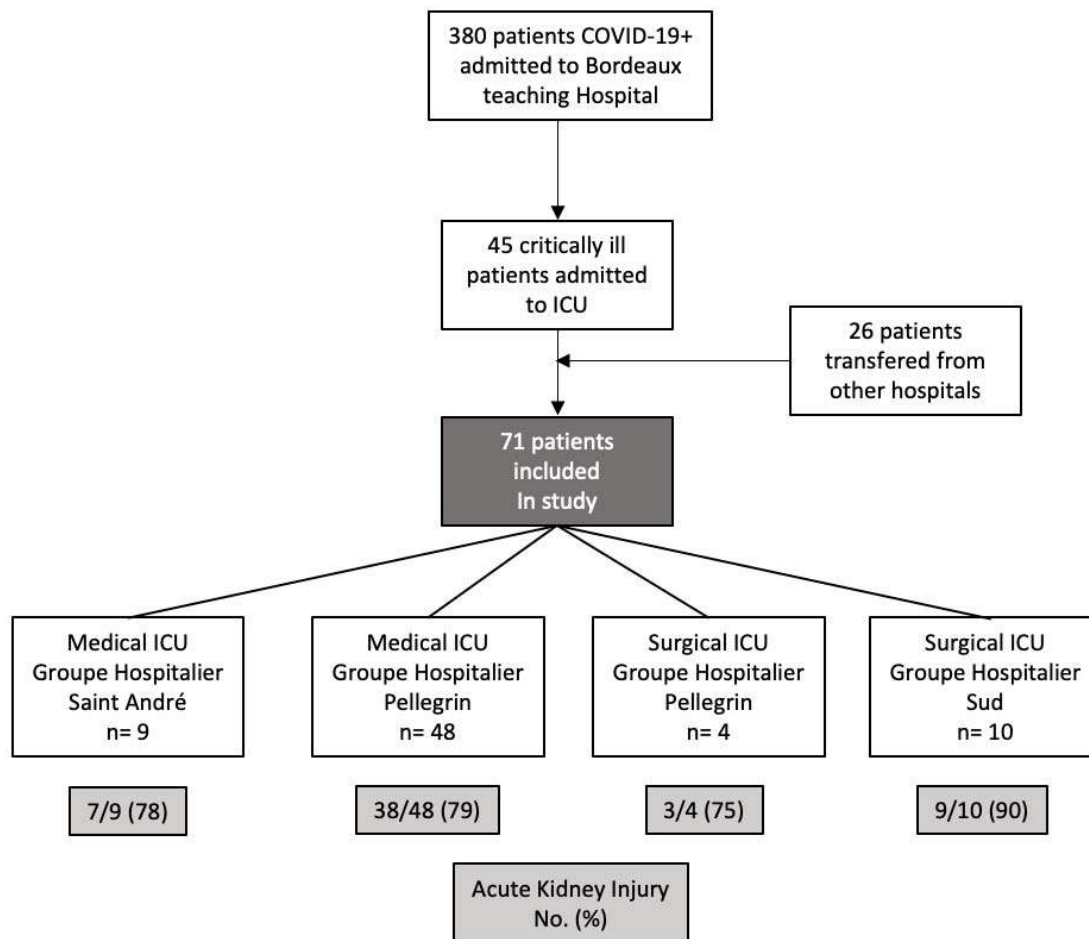 380 patients COVID-19+
admitted to Bordeaux
teaching Hospital
45 critically ill
patients admitted
to ICU
26 patients
transfered from
other hospitals
71 patients
included
In study
Medical ICU
Groupe Hospitalier
Saint André
n= 9
Medical ICU
Groupe Hospitalier
Pellegrin
n= 48
Surgical ICU
Groupe Hospitalier
Pellegrin
n= 4
Surgical ICU
Groupe Hospitalier
Sud
n= 10
7/9 (78)
38/48 (79)
3/4 (75)
9/10 (90)
Acute Kidney Injury
No. (%)